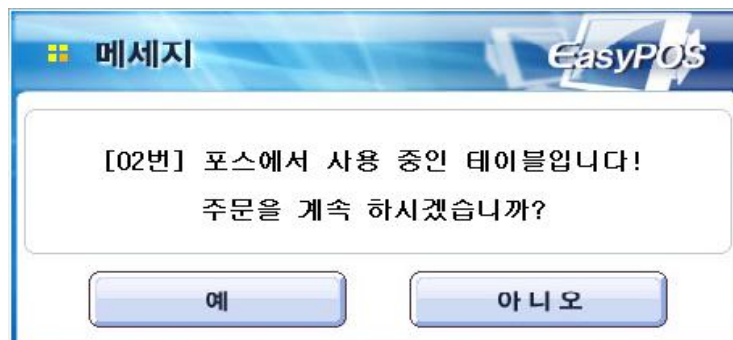 메세지
EasyPOS
[02번] 포스에서 사용 중인 테이블입니다!
주문을 계속 하시겠습니까?
예
아니오